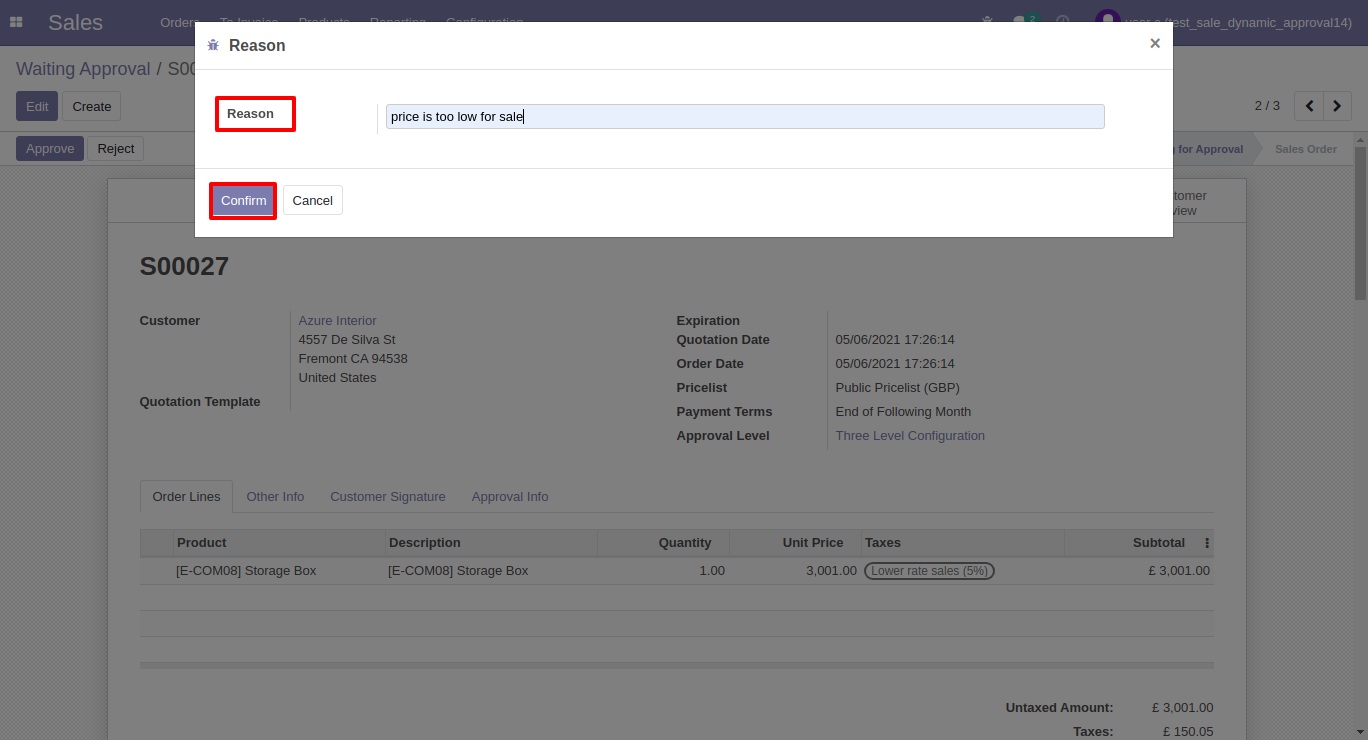 Sales Orders To Invoice Products Reporting Configuration 2 (test_sale_dynamic_approval14)
Reason ×
Waiting Approval / S00
Edit Create 2 / 3
Reason price is too low for sale
Approve Reject for Approval Sales Order
Confirm Cancel
S00027
Customer Azure Interior
4557 De Silva St
Fremont CA 94538
United States
Quotation Template
Expiration
Quotation Date 05/06/2021 17:26:14
Order Date 05/06/2021 17:26:14
Pricelist Public Pricelist (GBP)
Payment Terms End of Following Month
Approval Level Three Level Configuration
Order Lines Other Info Customer Signature Approval Info
Product Description Quantity Unit Price Taxes Subtotal
[E-COM08] Storage Box [E-COM08] Storage Box 1.00 3,001.00 Lower rate sales (5%) £ 3,001.00
Untaxed Amount: £ 3,001.00
Taxes: £ 150.05